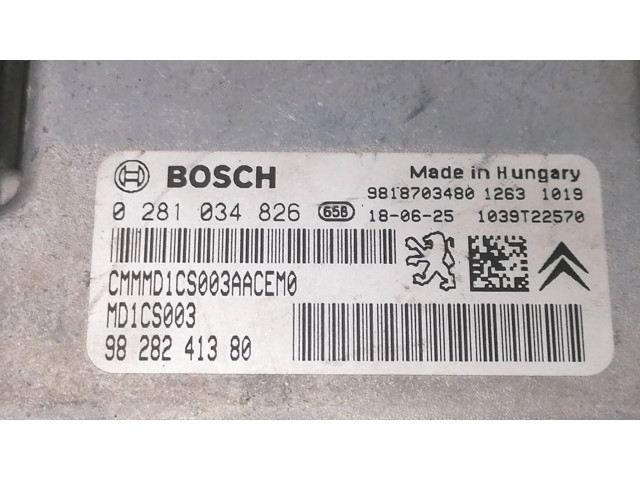 BOSCH
Made in Hungary
9818703480 1263 1019
0 281 034 826 658 18-06-25 1039T22570
CMMMD1CS003AACEM0
MD1CS003
98 282 413 80